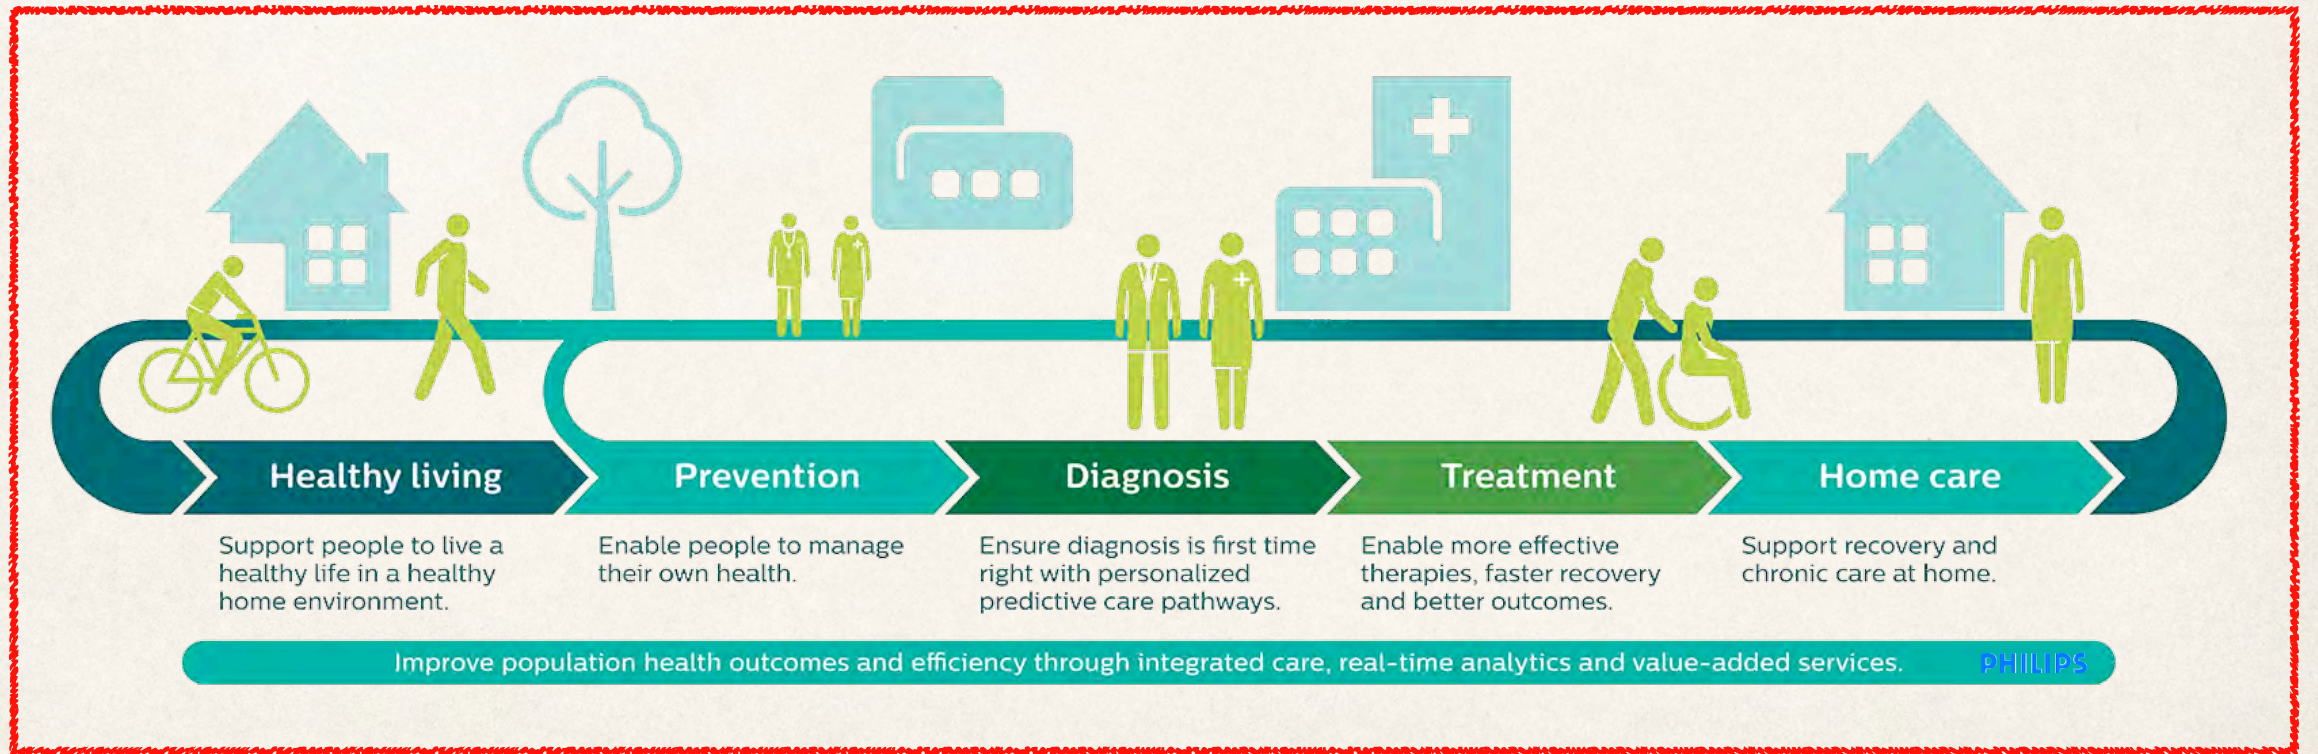 Healthy living
Prevention
Diagnosis
Treatment
Home care
Support people to live a
healthy life in a healthy
home environment.
Enable people to manage
their own health.
Ensure diagnosis is first time
right with personalized
predictive care pathways.
Enable more effective
therapies, faster recovery
and better outcomes.
Support recovery and
chronic care at home.
Improve population health outcomes and efficiency through integrated care, real-time analytics and value-added services.
PHILIPS